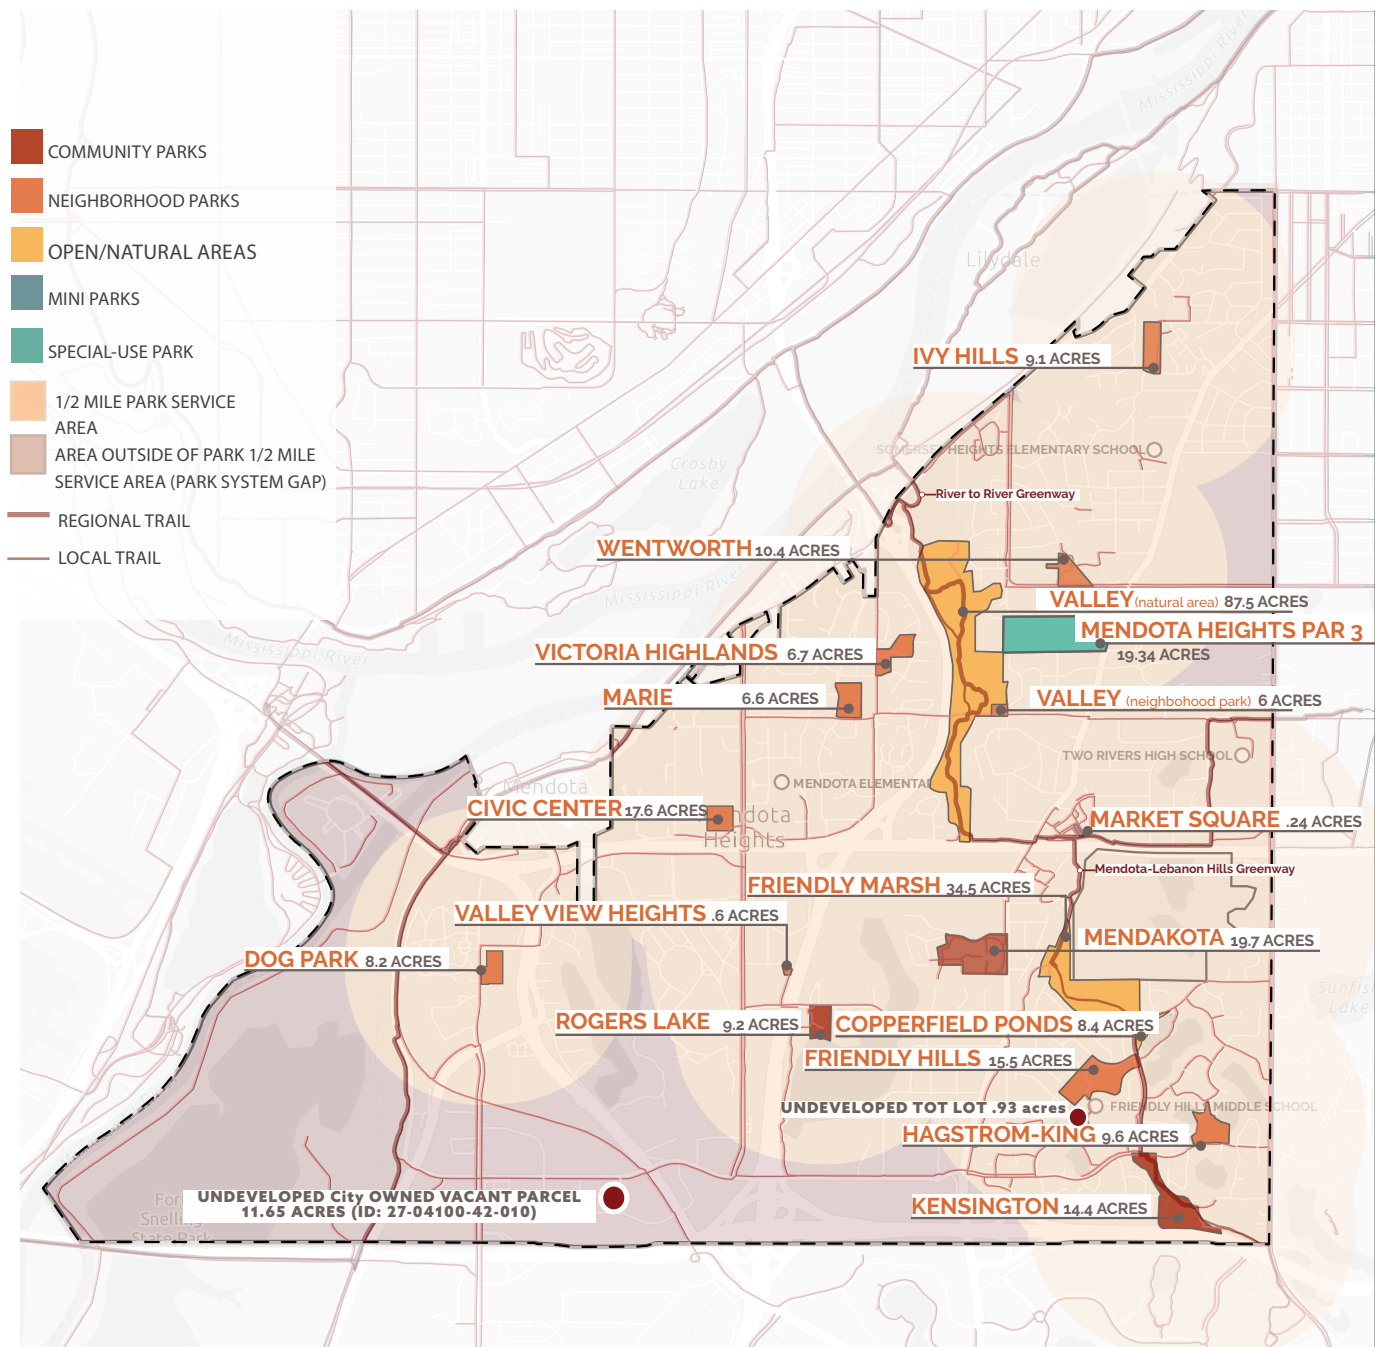 Mississippi River
COMMUNITY PARKS
NEIGHBORHOOD PARKS
OPEN/NATURAL AREAS
MINI PARKS
SPECIAL-USE PARK
1/2 MILE PARK SERVICE
AREA
AREA OUTSIDE OF PARK 1/2 MILE
SERVICE AREA (PARK SYSTEM GAP)
REGIONAL TRAIL
LOCAL TRAIL
Lilydale
IVY HILLS 9.1 ACRES
SOMERSET HEIGHTS ELEMENTARY SCHOOL
Crosby
Lake
River to River Greenway
WENTWORTH 10.4 ACRES
Mississippi River
VALLEY (natural area) 87.5 ACRES
MENDOTA HEIGHTS PAR 3
19.34 ACRES
Mississippi River
VICTORIA HIGHLANDS 6.7 ACRES
MARIE 6.6 ACRES
VALLEY (neighbohood park) 6 ACRES
TWO RIVERS HIGH SCHOOL
MENDOTA ELEMENTAR
Mendota
CIVIC CENTER 17.6 ACRES
ndota
Heights
MARKET SQUARE .24 ACRES
Mendota-Lebanon Hills Greenway
FRIENDLY MARSH 34.5 ACRES
VALLEY VIEW HEIGHTS .6 ACRES
MENDAKOTA 19.7 ACRES
DOG PARK 8.2 ACRES
Sunfish
Lake
ROGERS LAKE 9.2 ACRES
COPPERFIELD PONDS 8.4 ACRES
FRIENDLY HILLS 15.5 ACRES
UNDEVELOPED TOT LOT .93 acres
FRIENDLY HILLS MIDDLE SCHOOL
HAGSTROM-KING 9.6 ACRES
UNDEVELOPED City OWNED VACANT PARCEL
11.65 ACRES (ID: 27-04100-42-010)
Fort
Snelling
State Park
KENSINGTON 14.4 ACRES